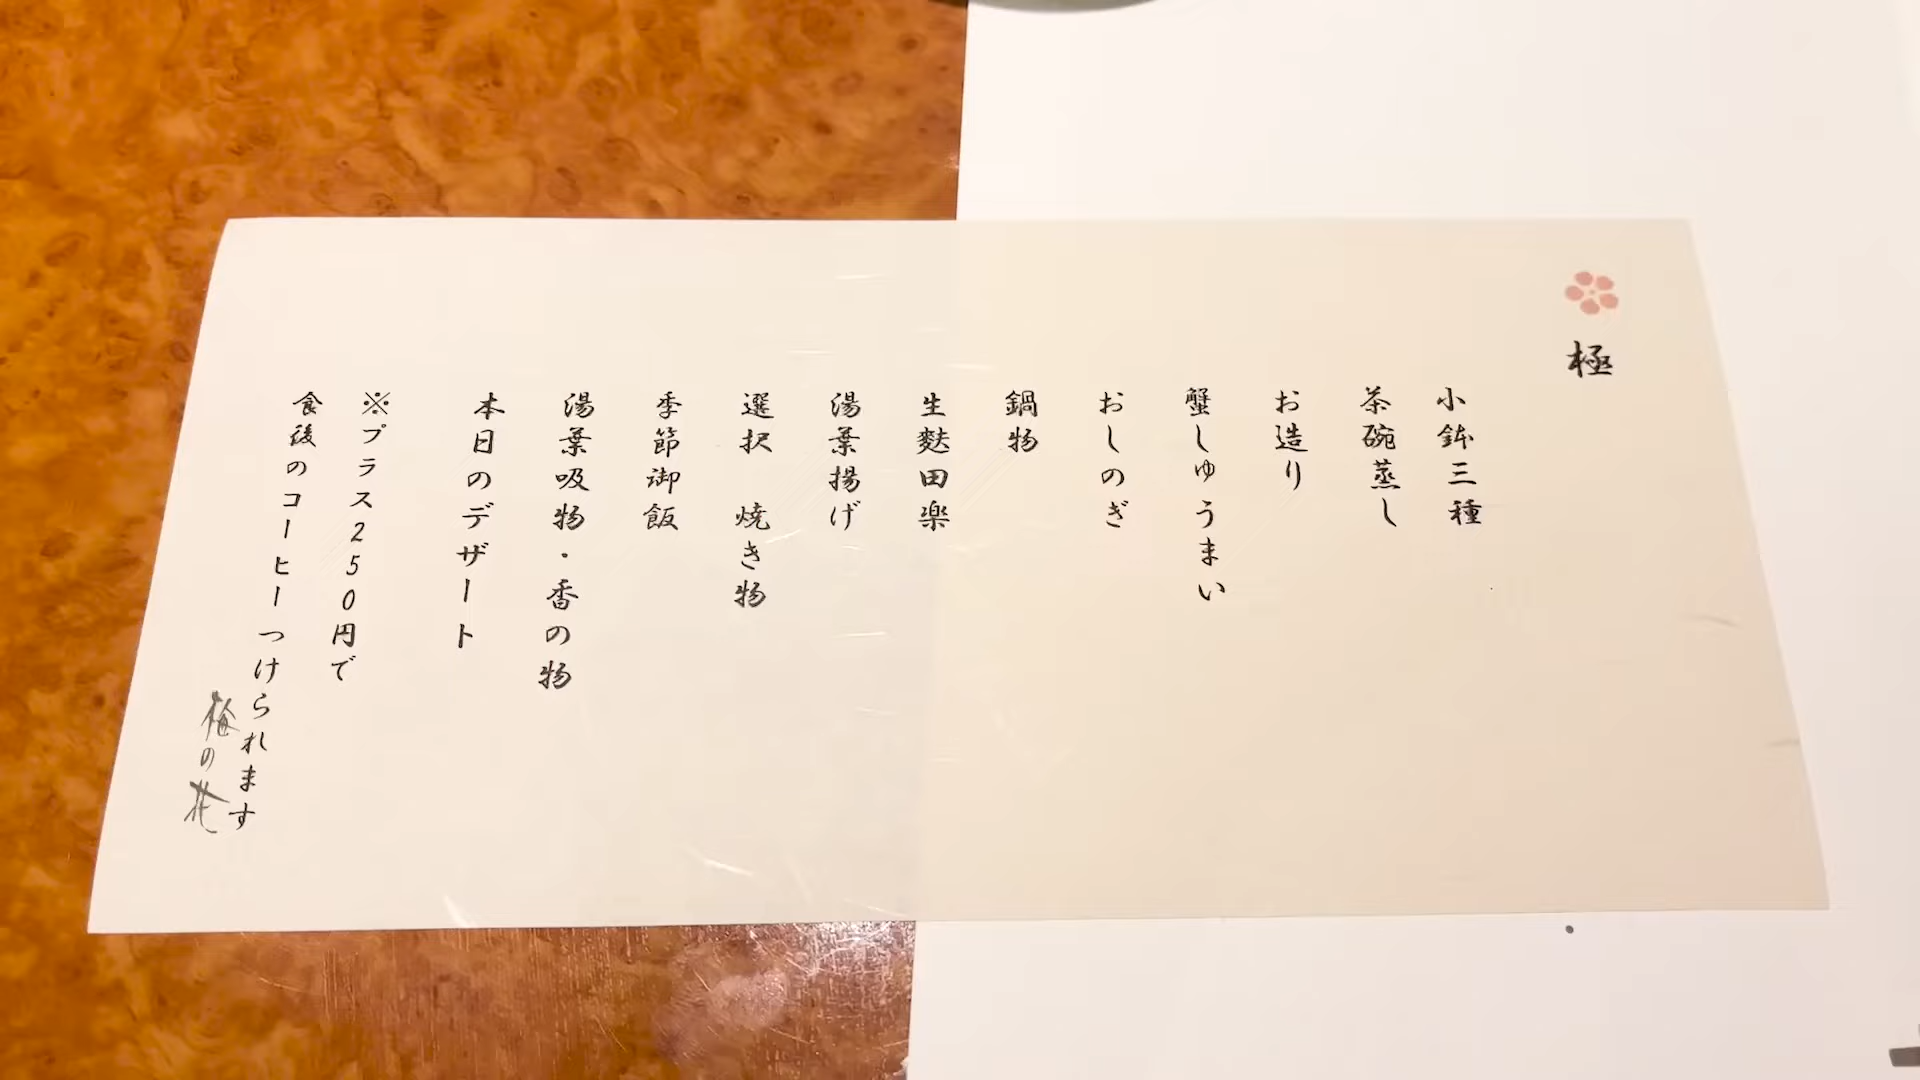 極
小鉢三種
茶碗蒸し
お造り
蟹しゅうまい
おしのぎ
鍋物
生麩田楽
湯葉揚げ
選択　焼き物
季節御飯
湯葉吸物・香の物
本日のデザート
※プラス250円で
食後のコーヒーつけられます
梅の花